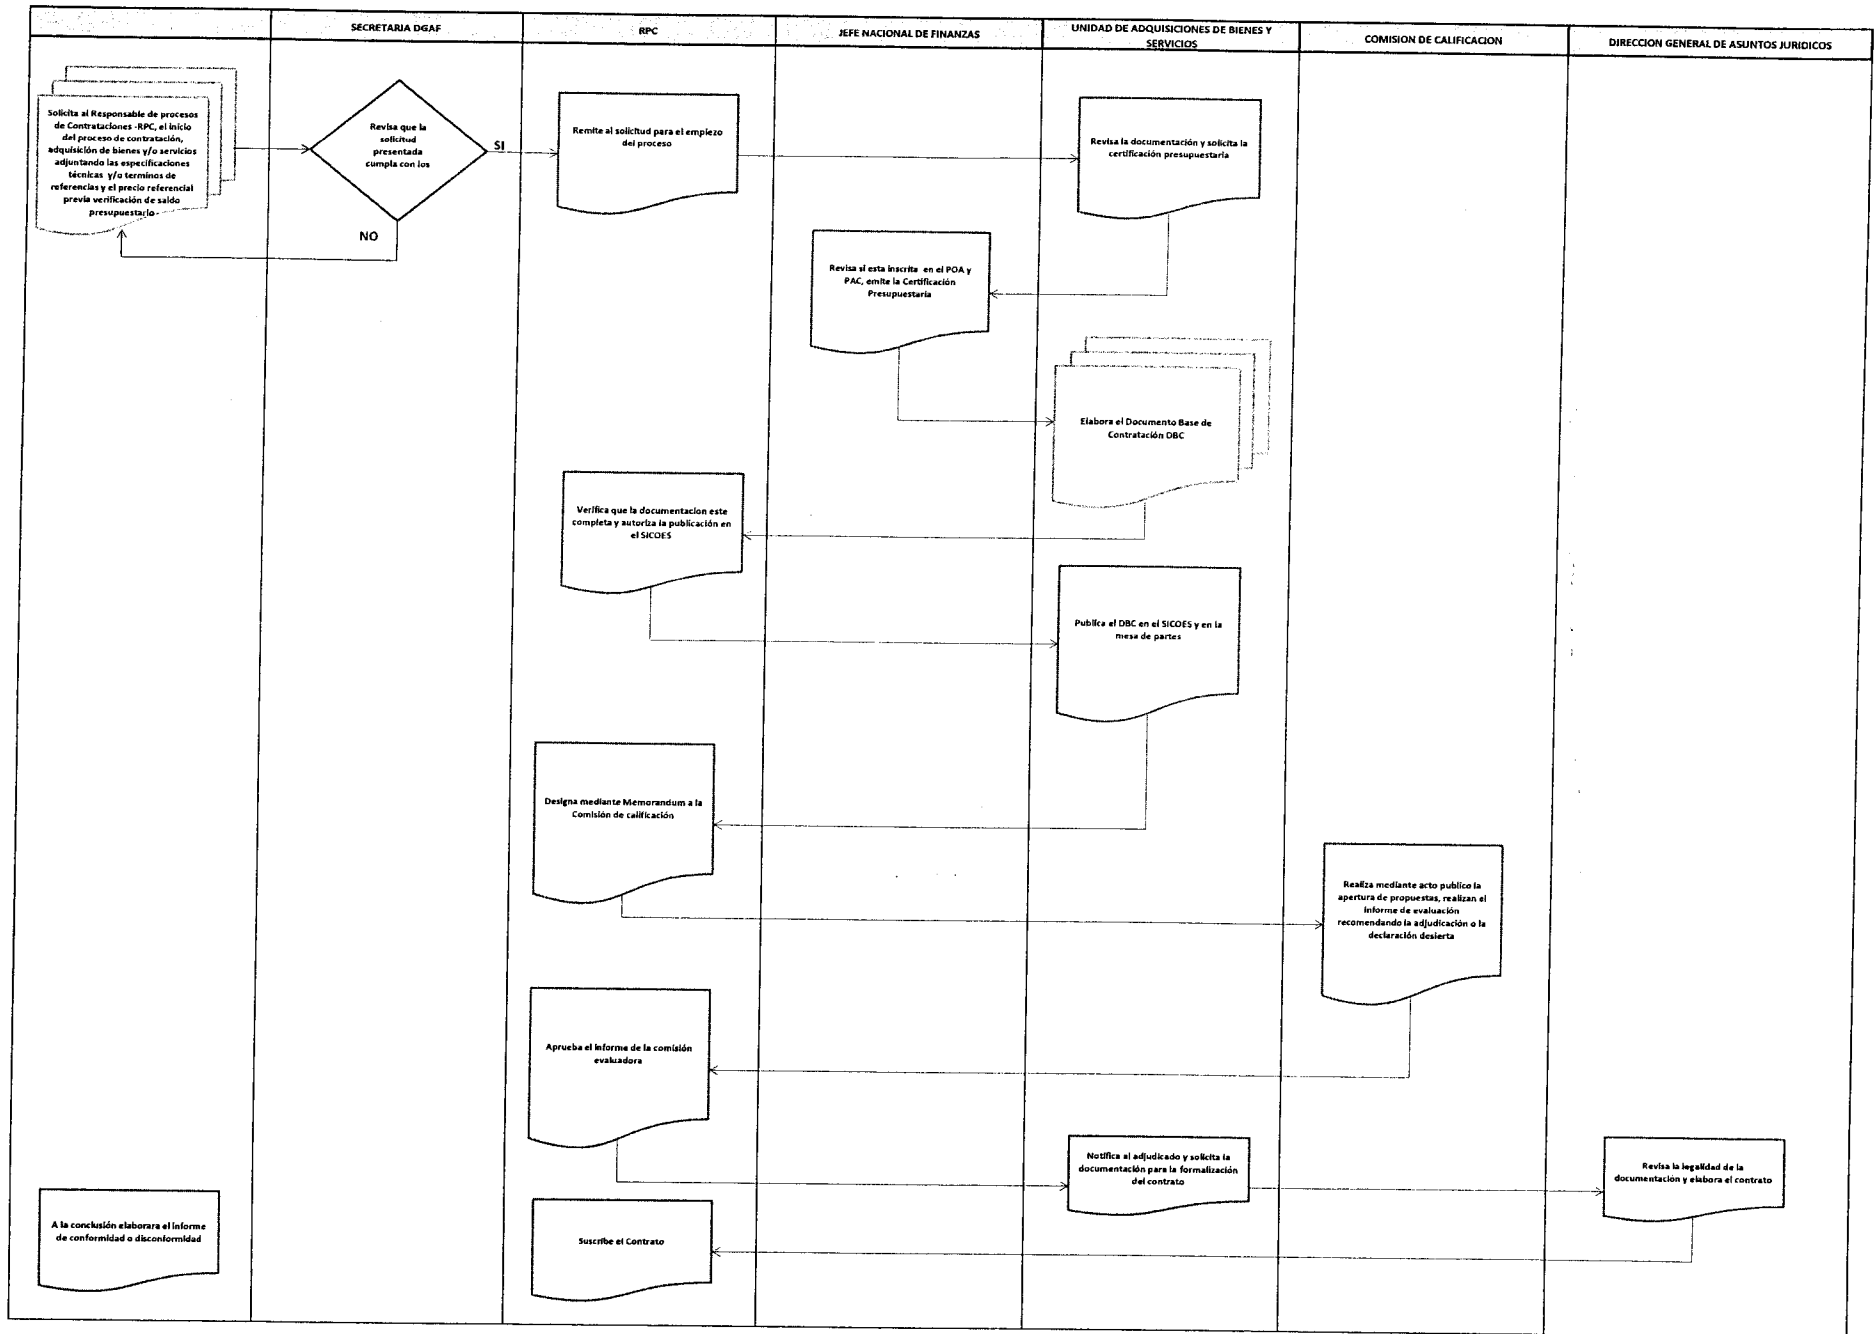 SECRETARIA DGAF
RPC
JEFE NACIONAL DE FINANZAS
UNIDAD DE ADQUISICIONES DE BIENES Y
SERVICIOS
COMISION DE CALIFICACION
DIRECCION GENERAL DE ASUNTOS JURIDICOS
Solicita al Responsable de procesos
de Contrataciones -RPC, el inicio
del proceso de contratación,
adquisición de bienes y/o servicios
adjuntando las especificaciones
técnicas y/o terminos de
referencias y el precio referencial
previa verificación de saldo
presupuestario
Revisa que la
solicitud
presentada
cumpla con los
SI
NO
Remite al solicitud para el empiezo
del proceso
Revisa la documentación y solicita la
certificación presupuestaria
Revisa si esta inscrita en el POA y
PAC, emite la Certificación
Presupuestaria
Elabora el Documento Base de
Contratación DBC
Verifica que la documentacion este
completa y autoriza la publicación en
el SICOES
Publica el DBC en el SICOES y en la
mesa de partes
Designa mediante Memorandum a la
Comisión de calificación
Realiza mediante acto publico la
apertura de propuestas, realizan el
informe de evaluación
recomendando la adjudicación o la
declaración desierta
Aprueba el informe de la comisión
evaluadora
Notifica al adjudicado y solicita la
documentación para la formalización
del contrato
Revisa la legalidad de la
documentación y elabora el contrato
Suscribe el Contrato
A la conclusión elaborara el informe
de conformidad o disconformidad